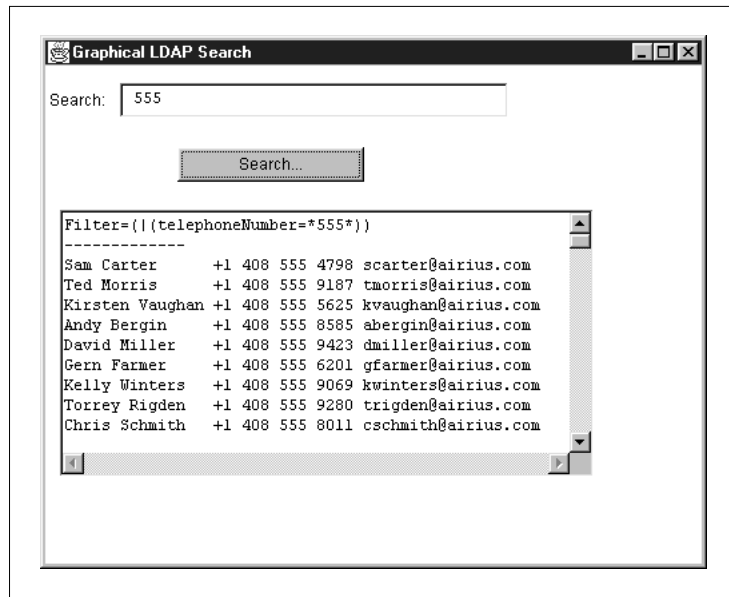 Graphical LDAP Search
Search: 555
Search...
Filter=(|(telephoneNumber=*555*))
-------------
Sam Carter +1 408 555 4798 scarter@airius.com
Ted Morris +1 408 555 9187 tmorris@airius.com
Kirsten Vaughan +1 408 555 5625 kvaughan@airius.com
Andy Bergin +1 408 555 8585 abergin@airius.com
David Miller +1 408 555 9423 dmiller@airius.com
Gern Farmer +1 408 555 6201 gfarmer@airius.com
Kelly Winters +1 408 555 9069 kwinters@airius.com
Torrey Rigden +1 408 555 9280 trigden@airius.com
Chris Schmith +1 408 555 8011 cschmith@airius.com